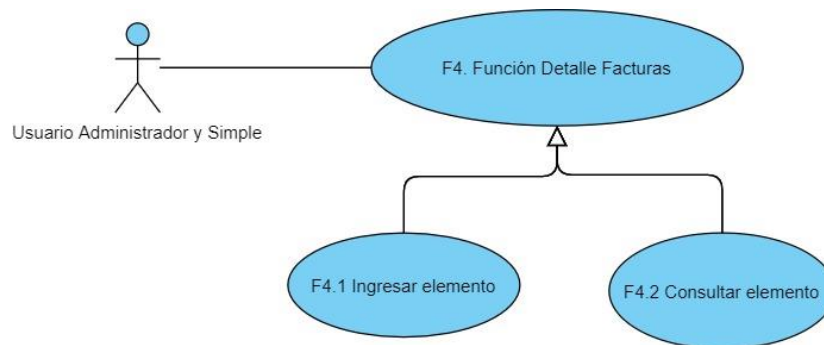 F4. Función Detalle Facturas
Usuario Administrador y Simple
F4.1 Ingresar elemento
F4.2 Consultar elemento